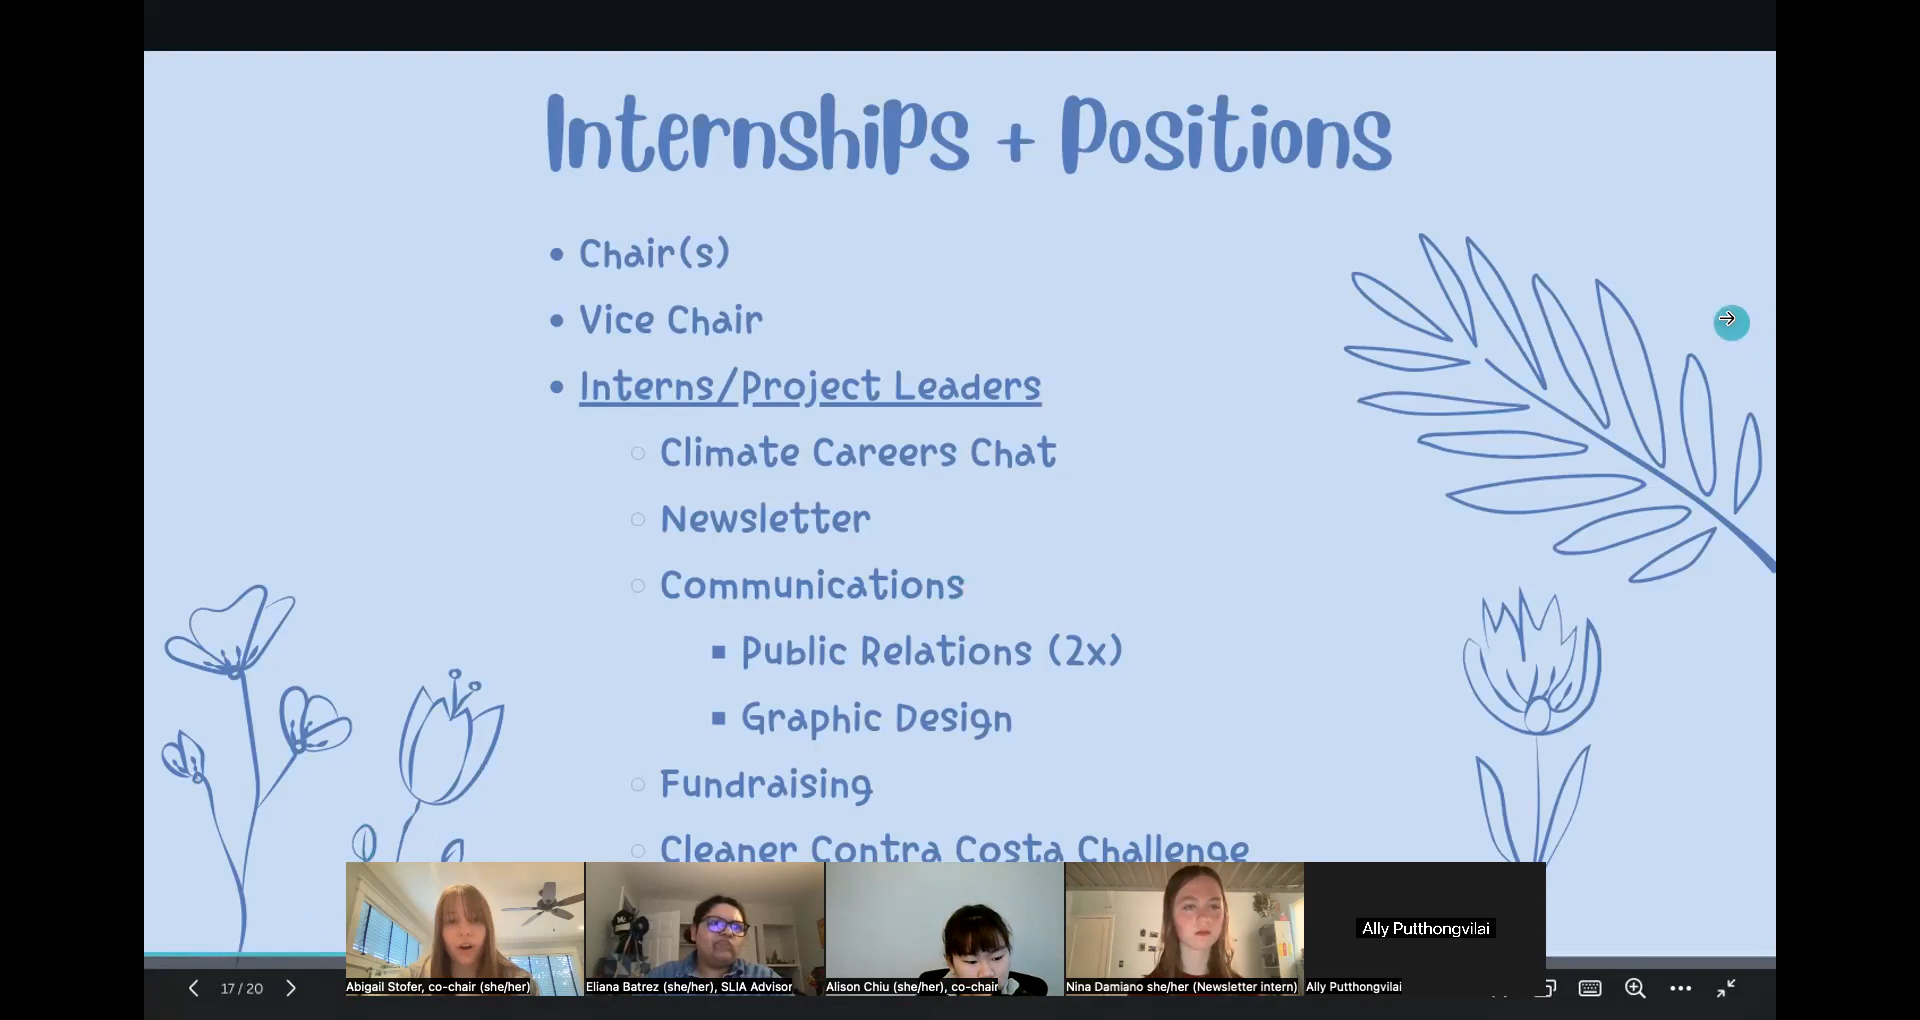 Internships + Positions
• Chair(s)
• Vice Chair
• Interns/Project Leaders
○ Climate Careers Chat
○ Newsletter
○ Communications
▪ Public Relations (2x)
▪ Graphic Design
○ Fundraising
○ Cleaner Contra Costa Challenge
Ally Putthongvilai
17 / 20
Abigail Stofer, co-chair (she/her)
Eliana Batrez (she/her), SLIA Advisor
Alison Chiu (she/her), co-chair
Nina Damiano she/her (Newsletter intern)
Ally Putthongvilai